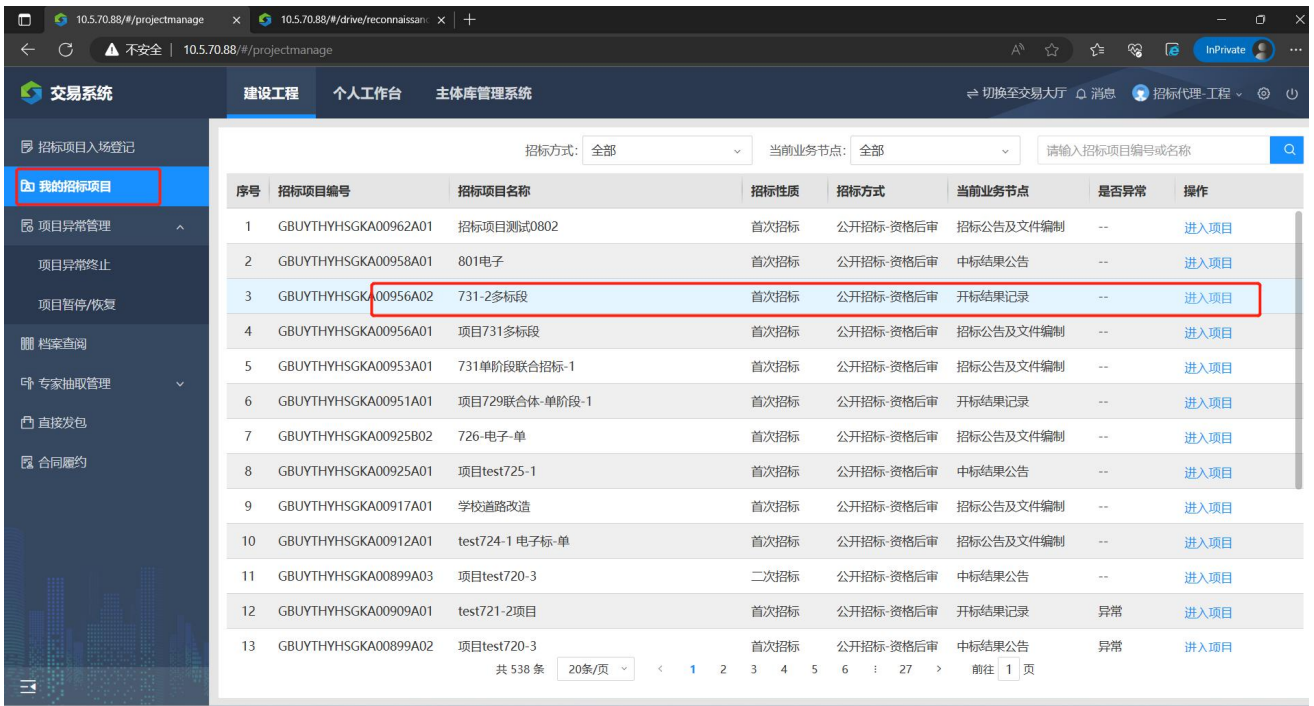 10.5.70.88/#/projectmanage 10.5.70.88/#/drive/reconnaissanc
不安全 10.5.70.88/#/projectmanage InPrivate
交易系统 建设工程 个人工作台 主体库管理系统 切换至交易大厅 消息 招标代理-工程
招标项目入场登记
我的招标项目
项目异常管理
项目异常终止
项目暂停/恢复
档案查阅
专家抽取管理
直接发包
合同履约
招标方式: 全部 当前业务节点: 全部 请输入招标项目编号或名称
序号 招标项目编号 招标项目名称 招标性质 招标方式 当前业务节点 是否异常 操作
1 GBUYTHYHSGKA00962A01 招标项目测试0802 首次招标 公开招标-资格后审 招标公告及文件编制 -- 进入项目
2 GBUYTHYHSGKA00958A01 801电子 首次招标 公开招标-资格后审 中标结果公告 -- 进入项目
3 GBUYTHYHSGKA00956A02 731-2多标段 首次招标 公开招标-资格后审 开标结果记录 -- 进入项目
4 GBUYTHYHSGKA00956A01 项目731多标段 首次招标 公开招标-资格后审 招标公告及文件编制 -- 进入项目
5 GBUYTHYHSGKA00953A01 731单阶段联合招标-1 首次招标 公开招标-资格后审 招标公告及文件编制 -- 进入项目
6 GBUYTHYHSGKA00951A01 项目729联合体-单阶段-1 首次招标 公开招标-资格后审 开标结果记录 -- 进入项目
7 GBUYTHYHSGKA00925B02 726-电子-单 首次招标 公开招标-资格后审 招标公告及文件编制 -- 进入项目
8 GBUYTHYHSGKA00925A01 项目test725-1 首次招标 公开招标-资格后审 中标结果公告 -- 进入项目
9 GBUYTHYHSGKA00917A01 学校道路改造 首次招标 公开招标-资格后审 招标公告及文件编制 -- 进入项目
10 GBUYTHYHSGKA00912A01 test724-1 电子标-单 首次招标 公开招标-资格后审 招标公告及文件编制 -- 进入项目
11 GBUYTHYHSGKA00899A03 项目test720-3 二次招标 公开招标-资格后审 中标结果公告 -- 进入项目
12 GBUYTHYHSGKA00909A01 test721-2项目 首次招标 公开招标-资格后审 开标结果记录 异常 进入项目
13 GBUYTHYHSGKA00899A02 项目test720-3 首次招标 公开招标-资格后审 中标结果公告 异常 进入项目
共 538 条 20条/页 < 1 2 3 4 5 6 ⋮ 27 > 前往 1 页